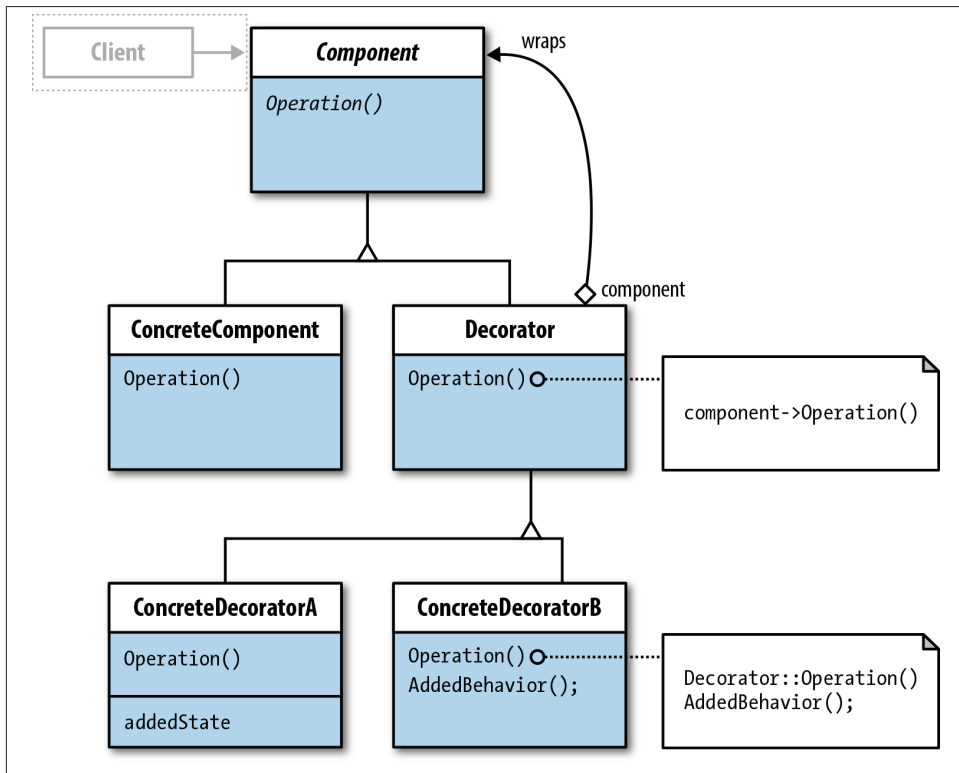 Client
Component
wraps
Operation()
component
ConcreteComponent
Decorator
Operation()
Operation()
component->Operation()
ConcreteDecoratorA
ConcreteDecoratorB
Operation()
addedState
Operation()
AddedBehavior();
Decorator::Operation()
AddedBehavior();